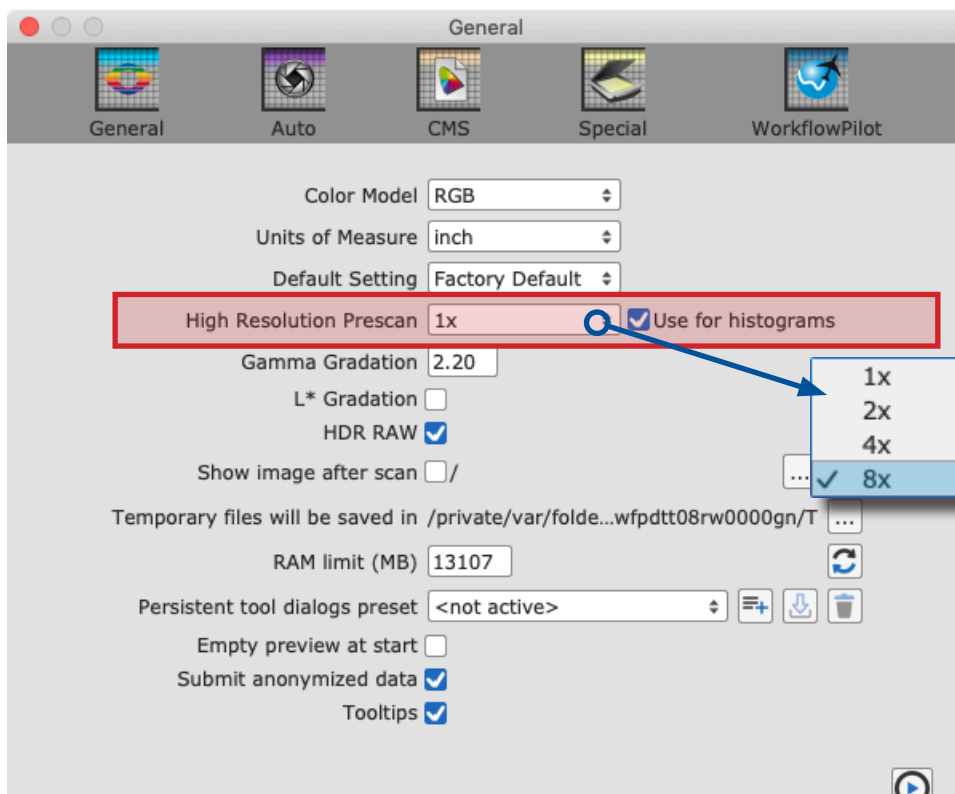 General
General
Auto
CMS
Special
WorkflowPilot
Color Model RGB
Units of Measure inch
Default Setting Factory Default
High Resolution Prescan 1x Use for histograms
Gamma Gradation 2.20
1x
L* Gradation
2x
HDR RAW
4x
Show image after scan / ...
8x
Temporary files will be saved in /private/var/folde...wfpdtt08rw0000gn/T ...
RAM limit (MB) 13107
Persistent tool dialogs preset <not active>
Empty preview at start
Submit anonymized data
Tooltips